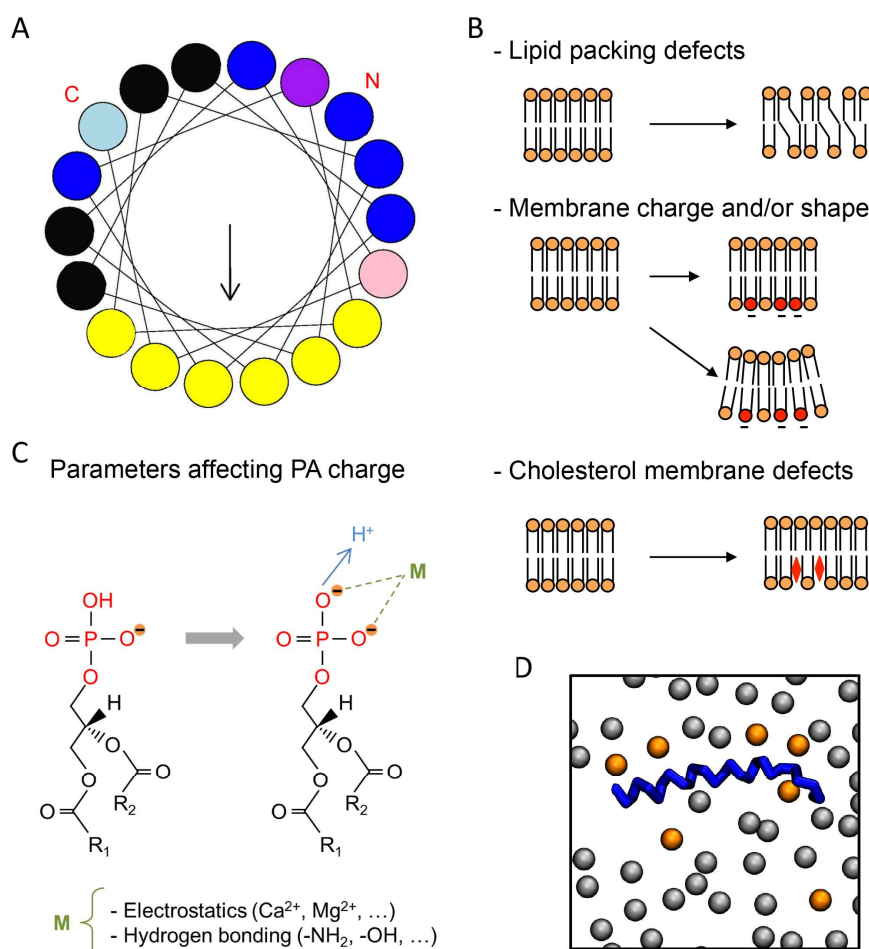 A
C
N
B
- Lipid packing defects
- Membrane charge and/or shape
- Cholesterol membrane defects
C
Parameters affecting PA charge
OH
O=P–O
O
H
O
O
O
O
R₂
R₁
H⁺
M
O
O=P–O
O
H
O
O
O
O
R₂
R₁
M
- Electrostatics (Ca²⁺, Mg²⁺, ...)
- Hydrogen bonding (-NH₂, -OH, ...)
D